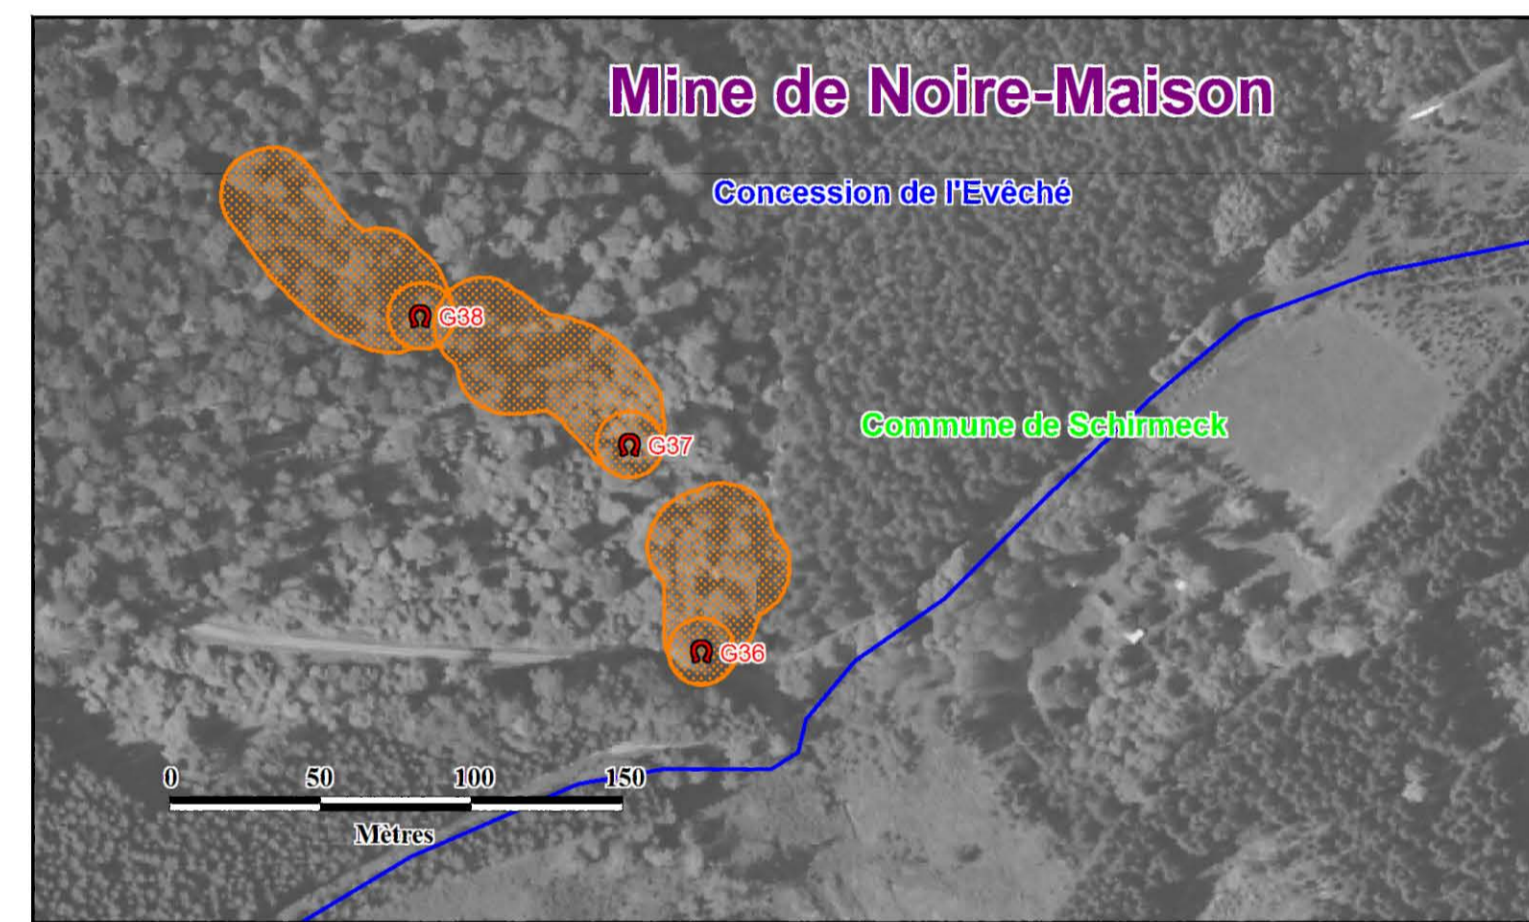 Mine de Noire-Maison
Concession de l'Evêché
G38
Commune de Schirmeck
G37
G36
0 50 100 150
Mètres